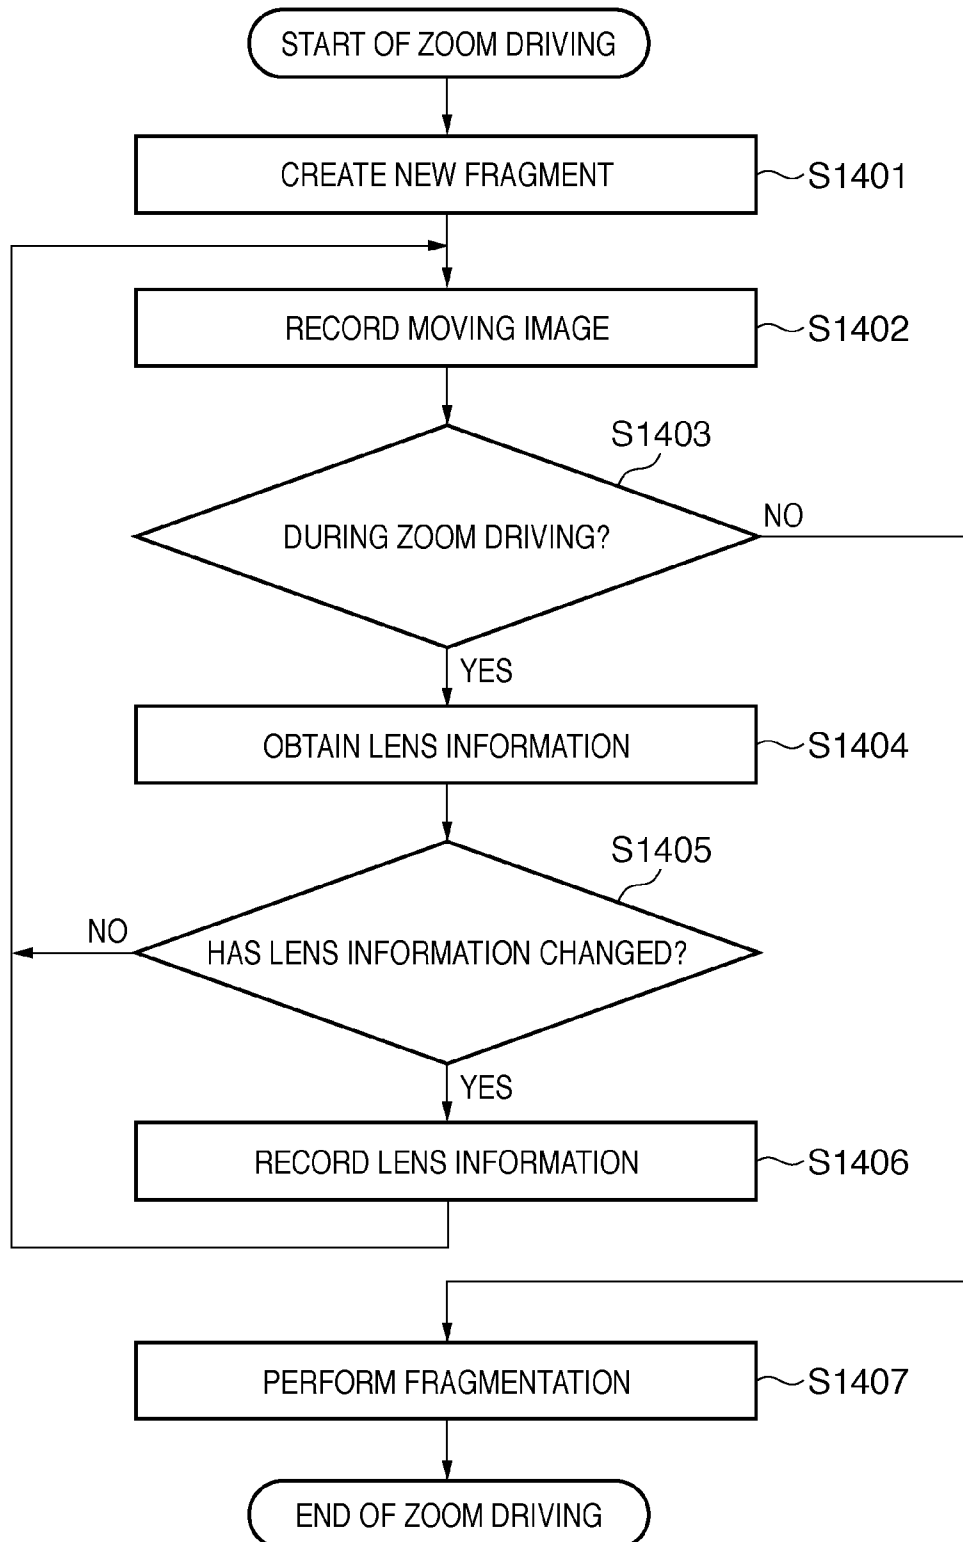 START OF ZOOM DRIVING
CREATE NEW FRAGMENT
S1401
RECORD MOVING IMAGE
S1402
S1403
DURING ZOOM DRIVING?
NO
YES
OBTAIN LENS INFORMATION
S1404
S1405
NO
HAS LENS INFORMATION CHANGED?
YES
RECORD LENS INFORMATION
S1406
PERFORM FRAGMENTATION
S1407
END OF ZOOM DRIVING